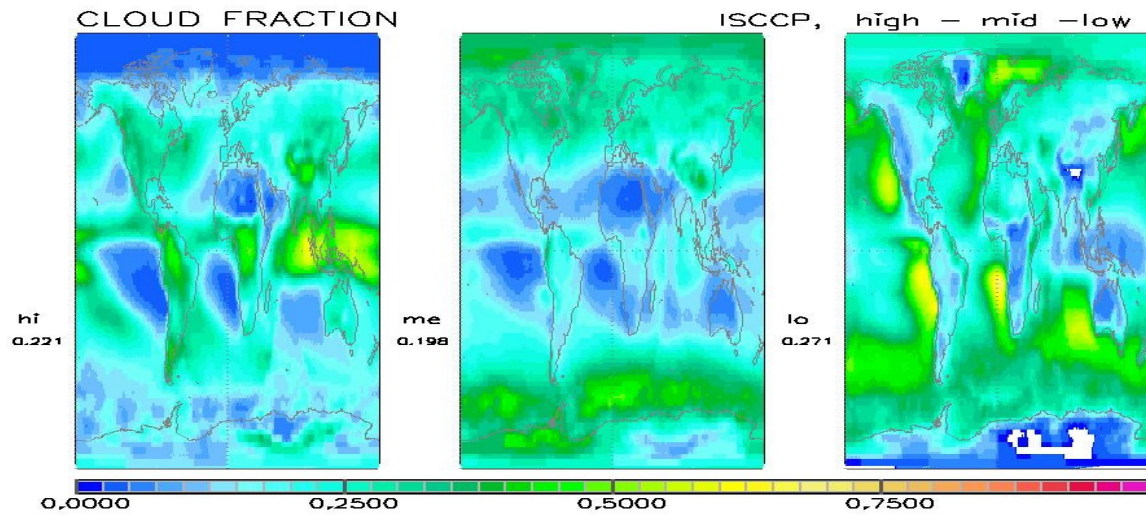 CLOUD FRACTION ISCCP, high - mid -low
hi
0.221
me
0.198
lo
0.271
0,0000 0,2500 0,5000 0,7500